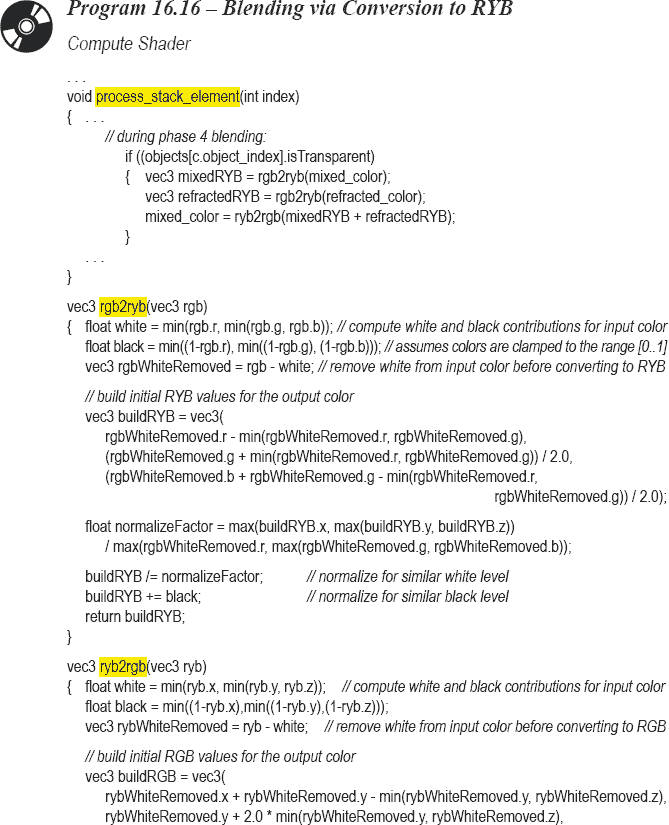 Program 16.16 – Blending via Conversion to RYB
Compute Shader
. . .
void process_stack_element(int index)
{ . . .
// during phase 4 blending:
if ((objects[c.object_index].isTransparent)
{ vec3 mixedRYB = rgb2ryb(mixed_color);
vec3 refractedRYB = rgb2ryb(refracted_color);
mixed_color = ryb2rgb(mixedRYB + refractedRYB);
}
. . .
}
vec3 rgb2ryb(vec3 rgb)
{ float white = min(rgb.r, min(rgb.g, rgb.b)); // compute white and black contributions for input color
float black = min((1-rgb.r), min((1-rgb.g), (1-rgb.b))); // assumes colors are clamped to the range [0..1]
vec3 rgbWhiteRemoved = rgb - white; // remove white from input color before converting to RYB
// build initial RYB values for the output color
vec3 buildRYB = vec3(
rgbWhiteRemoved.r - min(rgbWhiteRemoved.r, rgbWhiteRemoved.g),
(rgbWhiteRemoved.g + min(rgbWhiteRemoved.r, rgbWhiteRemoved.g)) / 2.0,
(rgbWhiteRemoved.b + rgbWhiteRemoved.g - min(rgbWhiteRemoved.r,
rgbWhiteRemoved.g)) / 2.0);
float normalizeFactor = max(buildRYB.x, max(buildRYB.y, buildRYB.z))
/ max(rgbWhiteRemoved.r, max(rgbWhiteRemoved.g, rgbWhiteRemoved.b));
buildRYB /= normalizeFactor; // normalize for similar white level
buildRYB += black; // normalize for similar black level
return buildRYB;
}
vec3 ryb2rgb(vec3 ryb)
{ float white = min(ryb.x, min(ryb.y, ryb.z)); // compute white and black contributions for input color
float black = min((1-ryb.x),min((1-ryb.y),(1-ryb.z)));
vec3 rybWhiteRemoved = ryb - white; // remove white from input color before converting to RGB
// build initial RGB values for the output color
vec3 buildRGB = vec3(
rybWhiteRemoved.x + rybWhiteRemoved.y - min(rybWhiteRemoved.y, rybWhiteRemoved.z),
rybWhiteRemoved.y + 2.0 * min(rybWhiteRemoved.y, rybWhiteRemoved.z),